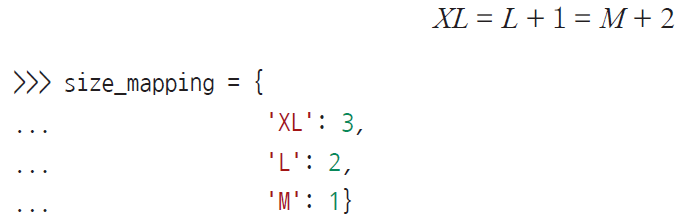 XL = L + 1 = M + 2
>>> size_mapping = {
...                'XL': 3,
...                'L': 2,
...                'M': 1}